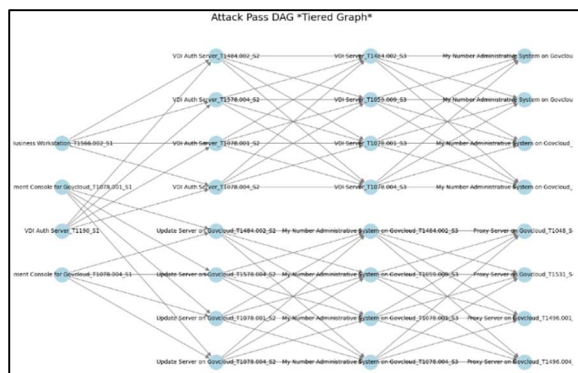 Attack Pass DAG *Tiered Graph*
VDI Auth Server_T1484.002_S2 VDI Server_T1484.002_S3 My Number Administrative System on Govclou
VDI Auth Server_T1578.004_S2 VDI Server_T1059.009_S3 My Number Administrative System on Govclou
usiness Workstation_T1566.002_S1 VDI Auth Server_T1078.001_S2 VDI Server_T1078.001_S3 My Number Administrative System on Govcloud_
ment Console for Govcloud_T1078.001_S1 VDI Auth Server_T1078.004_S2 VDI Server_T1078.004_S3 My Number Administrative System on Govcloud_
VDI Auth Server_T1190_S1 Update Server on Govcloud_T1484.002_S2 My Number Administrative System on Govcloud_T1484.002_S3 Proxy Server on Govcloud_T1048_S
ment Console for Govcloud_T1078.004_S1 Update Server on Govcloud_T1578.004_S2 My Number Administrative System on Govcloud_T1059.009_S3 Proxy Server on Govcloud_T1531_S
Update Server on Govcloud_T1078.001_S2 My Number Administrative System on Govcloud_T1078.001_S3 Proxy Server on Govcloud_T1496.001_
Update Server on Govcloud_T1078.004_S2 My Number Administrative System on Govcloud_T1078.004_S3 Proxy Server on Govcloud_T1496.004_